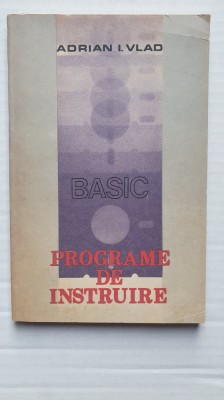 ADRIAN I. VLAD
BASIC
PROGRAME
DE
INSTRUIRE